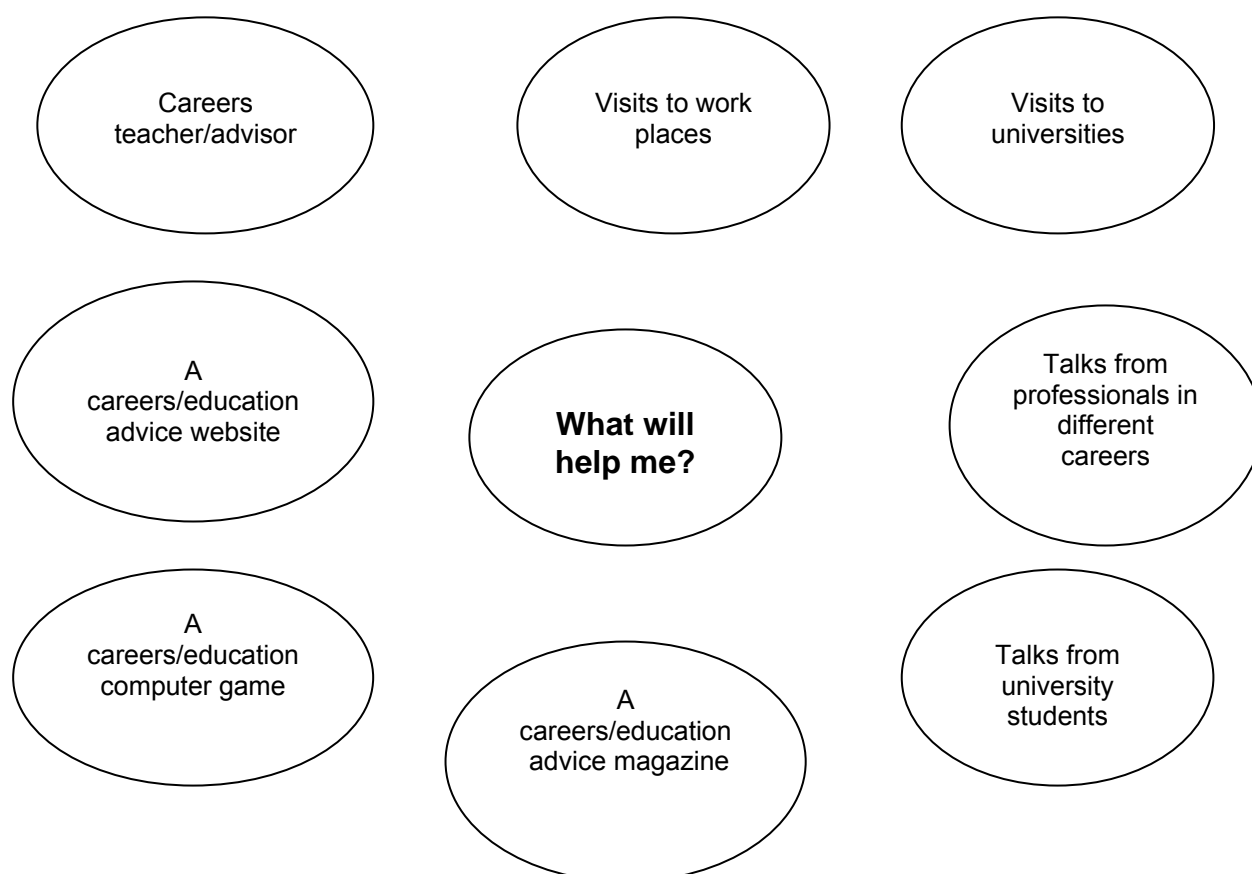 Careers
teacher/advisor
Visits to work
places
Visits to
universities
A
careers/education
advice website
What will
help me?
Talks from
professionals in
different
careers
A
careers/education
computer game
A
careers/education
advice magazine
Talks from
university
students